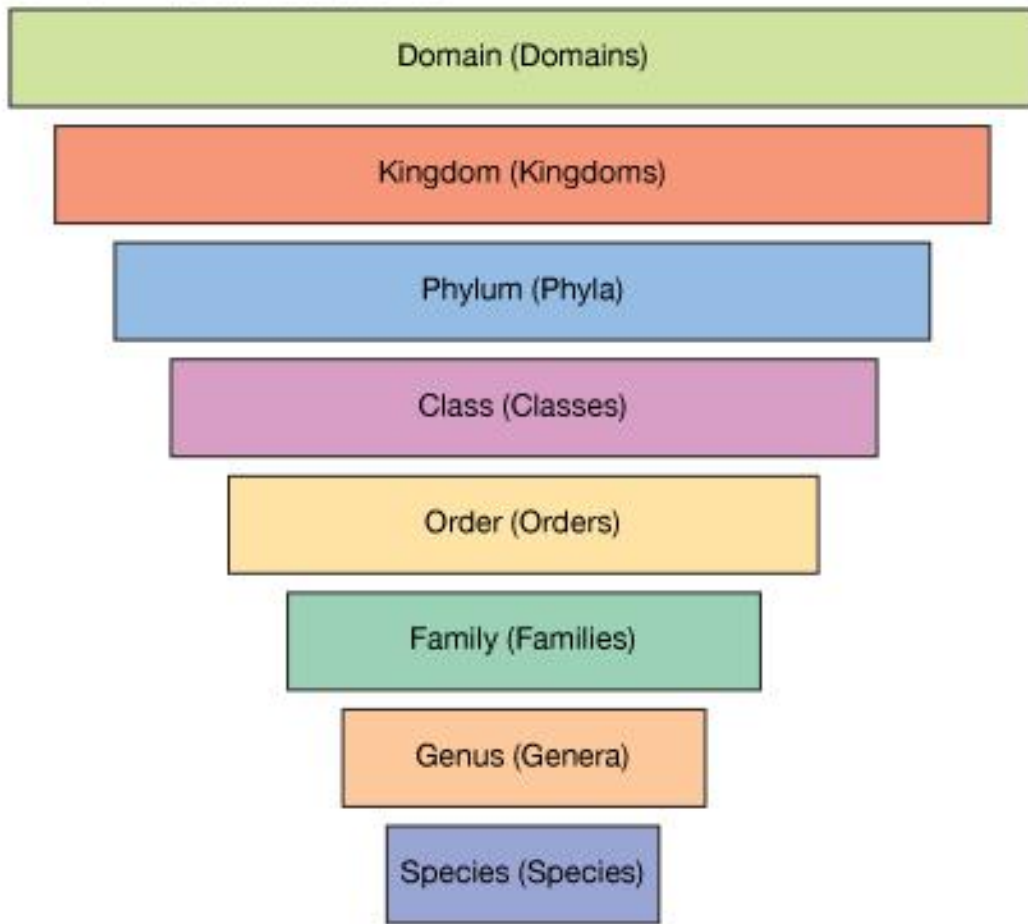 Domain (Domains)
Kingdom (Kingdoms)
Phylum (Phyla)
Class (Classes)
Order (Orders)
Family (Families)
Genus (Genera)
Species (Species)